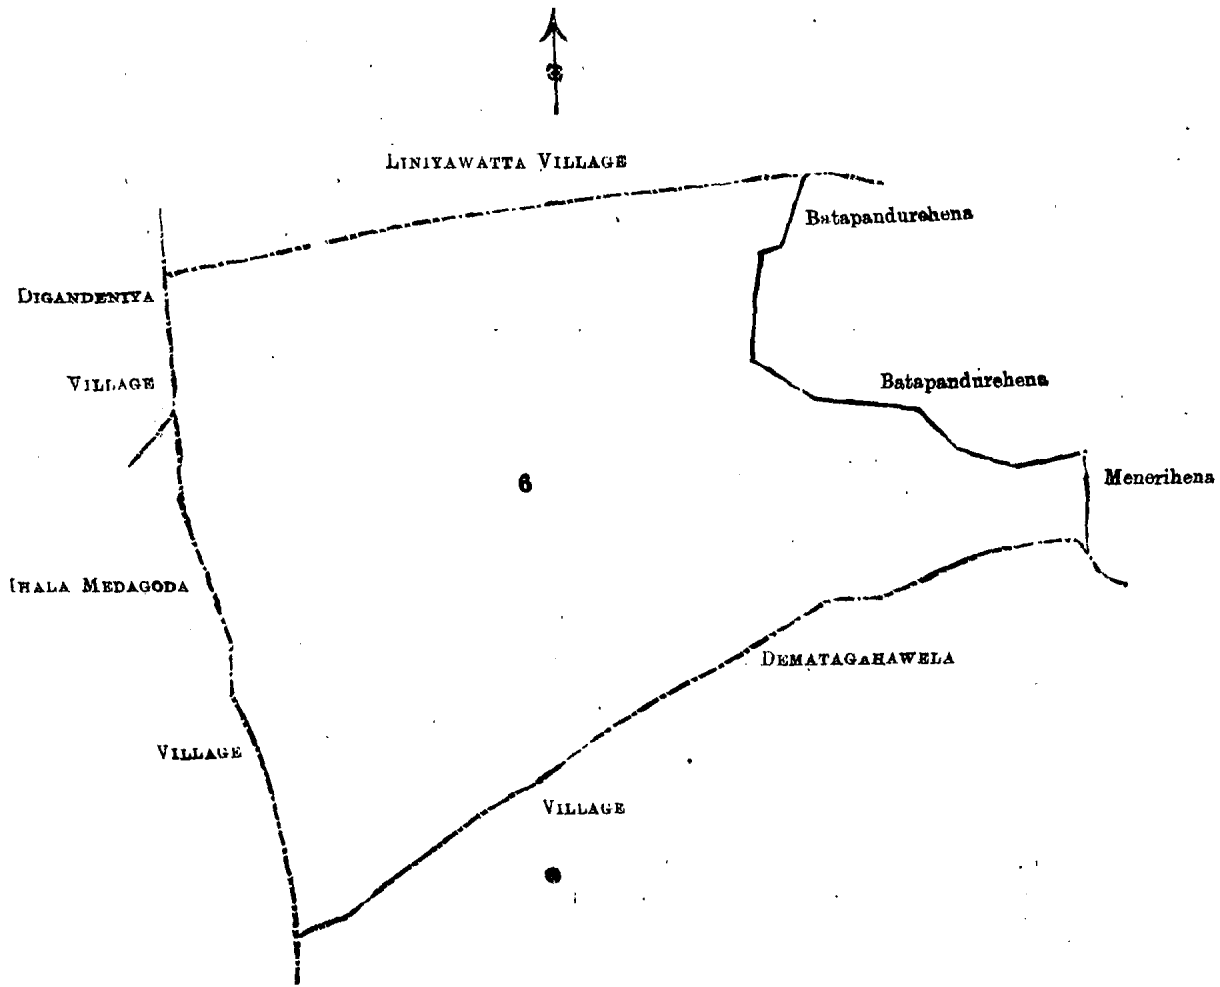 LINIYAWATTA VILLAGE
Batapandurehena
DIGANDENIYA
VILLAGE
Batapandurehena
Menerihena
6
IHALA MEDAGODA
DEMATAGAHAWELA
VILLAGE
VILLAGE